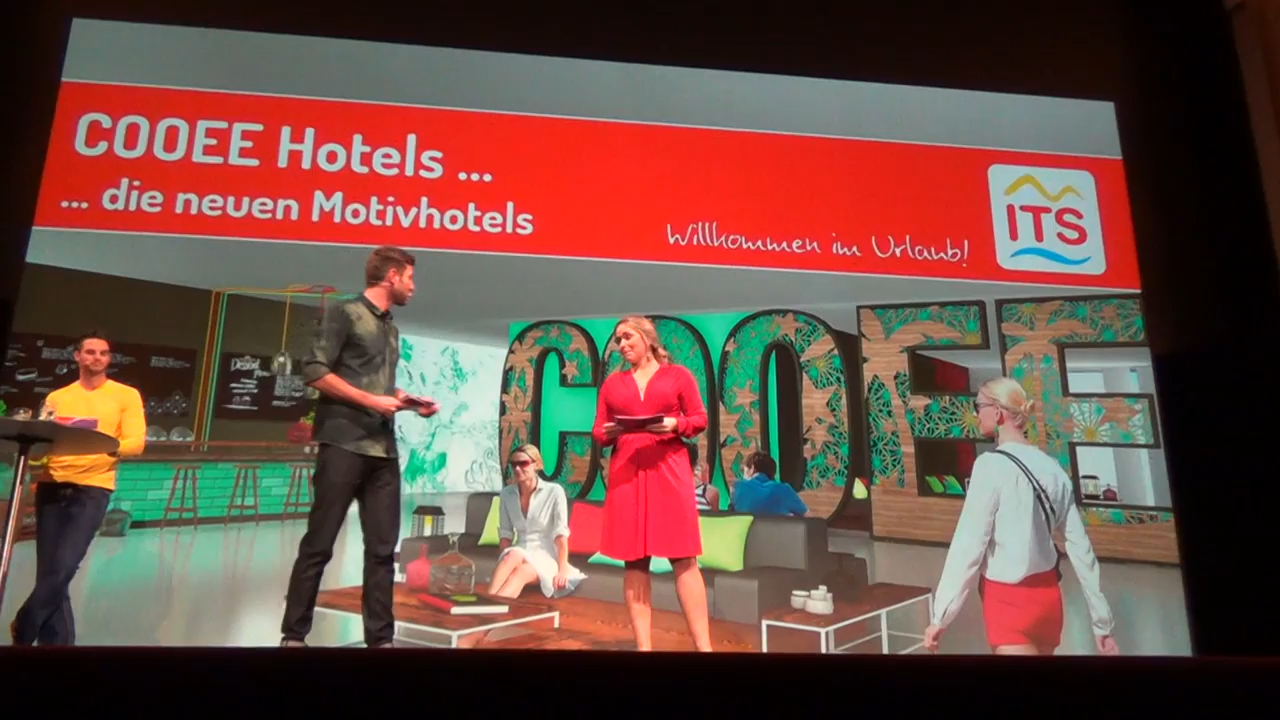 COOEE Hotels ...
... die neuen Motivhotels
Willkommen im Urlaub!
ITS
COOEE